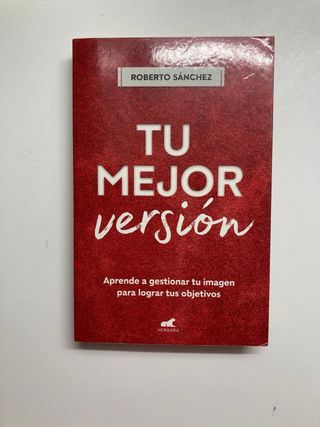 ROBERTO SÁNCHEZ
TU
MEJOR
versión
Aprende a gestionar tu imagen
para lograr tus objetivos
VERGARA